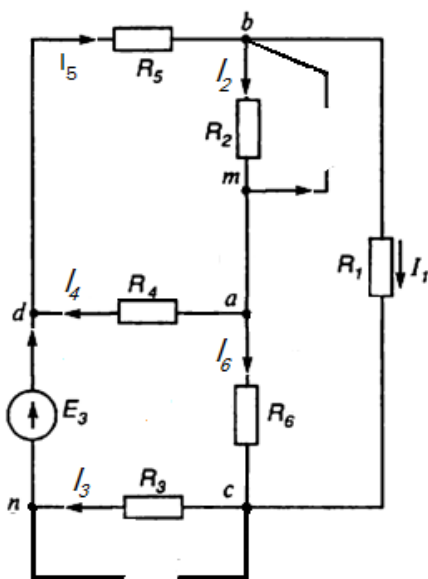 b
I₅
R₅
I₂
R₂
m
R₁
I₁
I₄
R₄
a
d
I₆
E₃
R₆
I₃
R₃
c
n